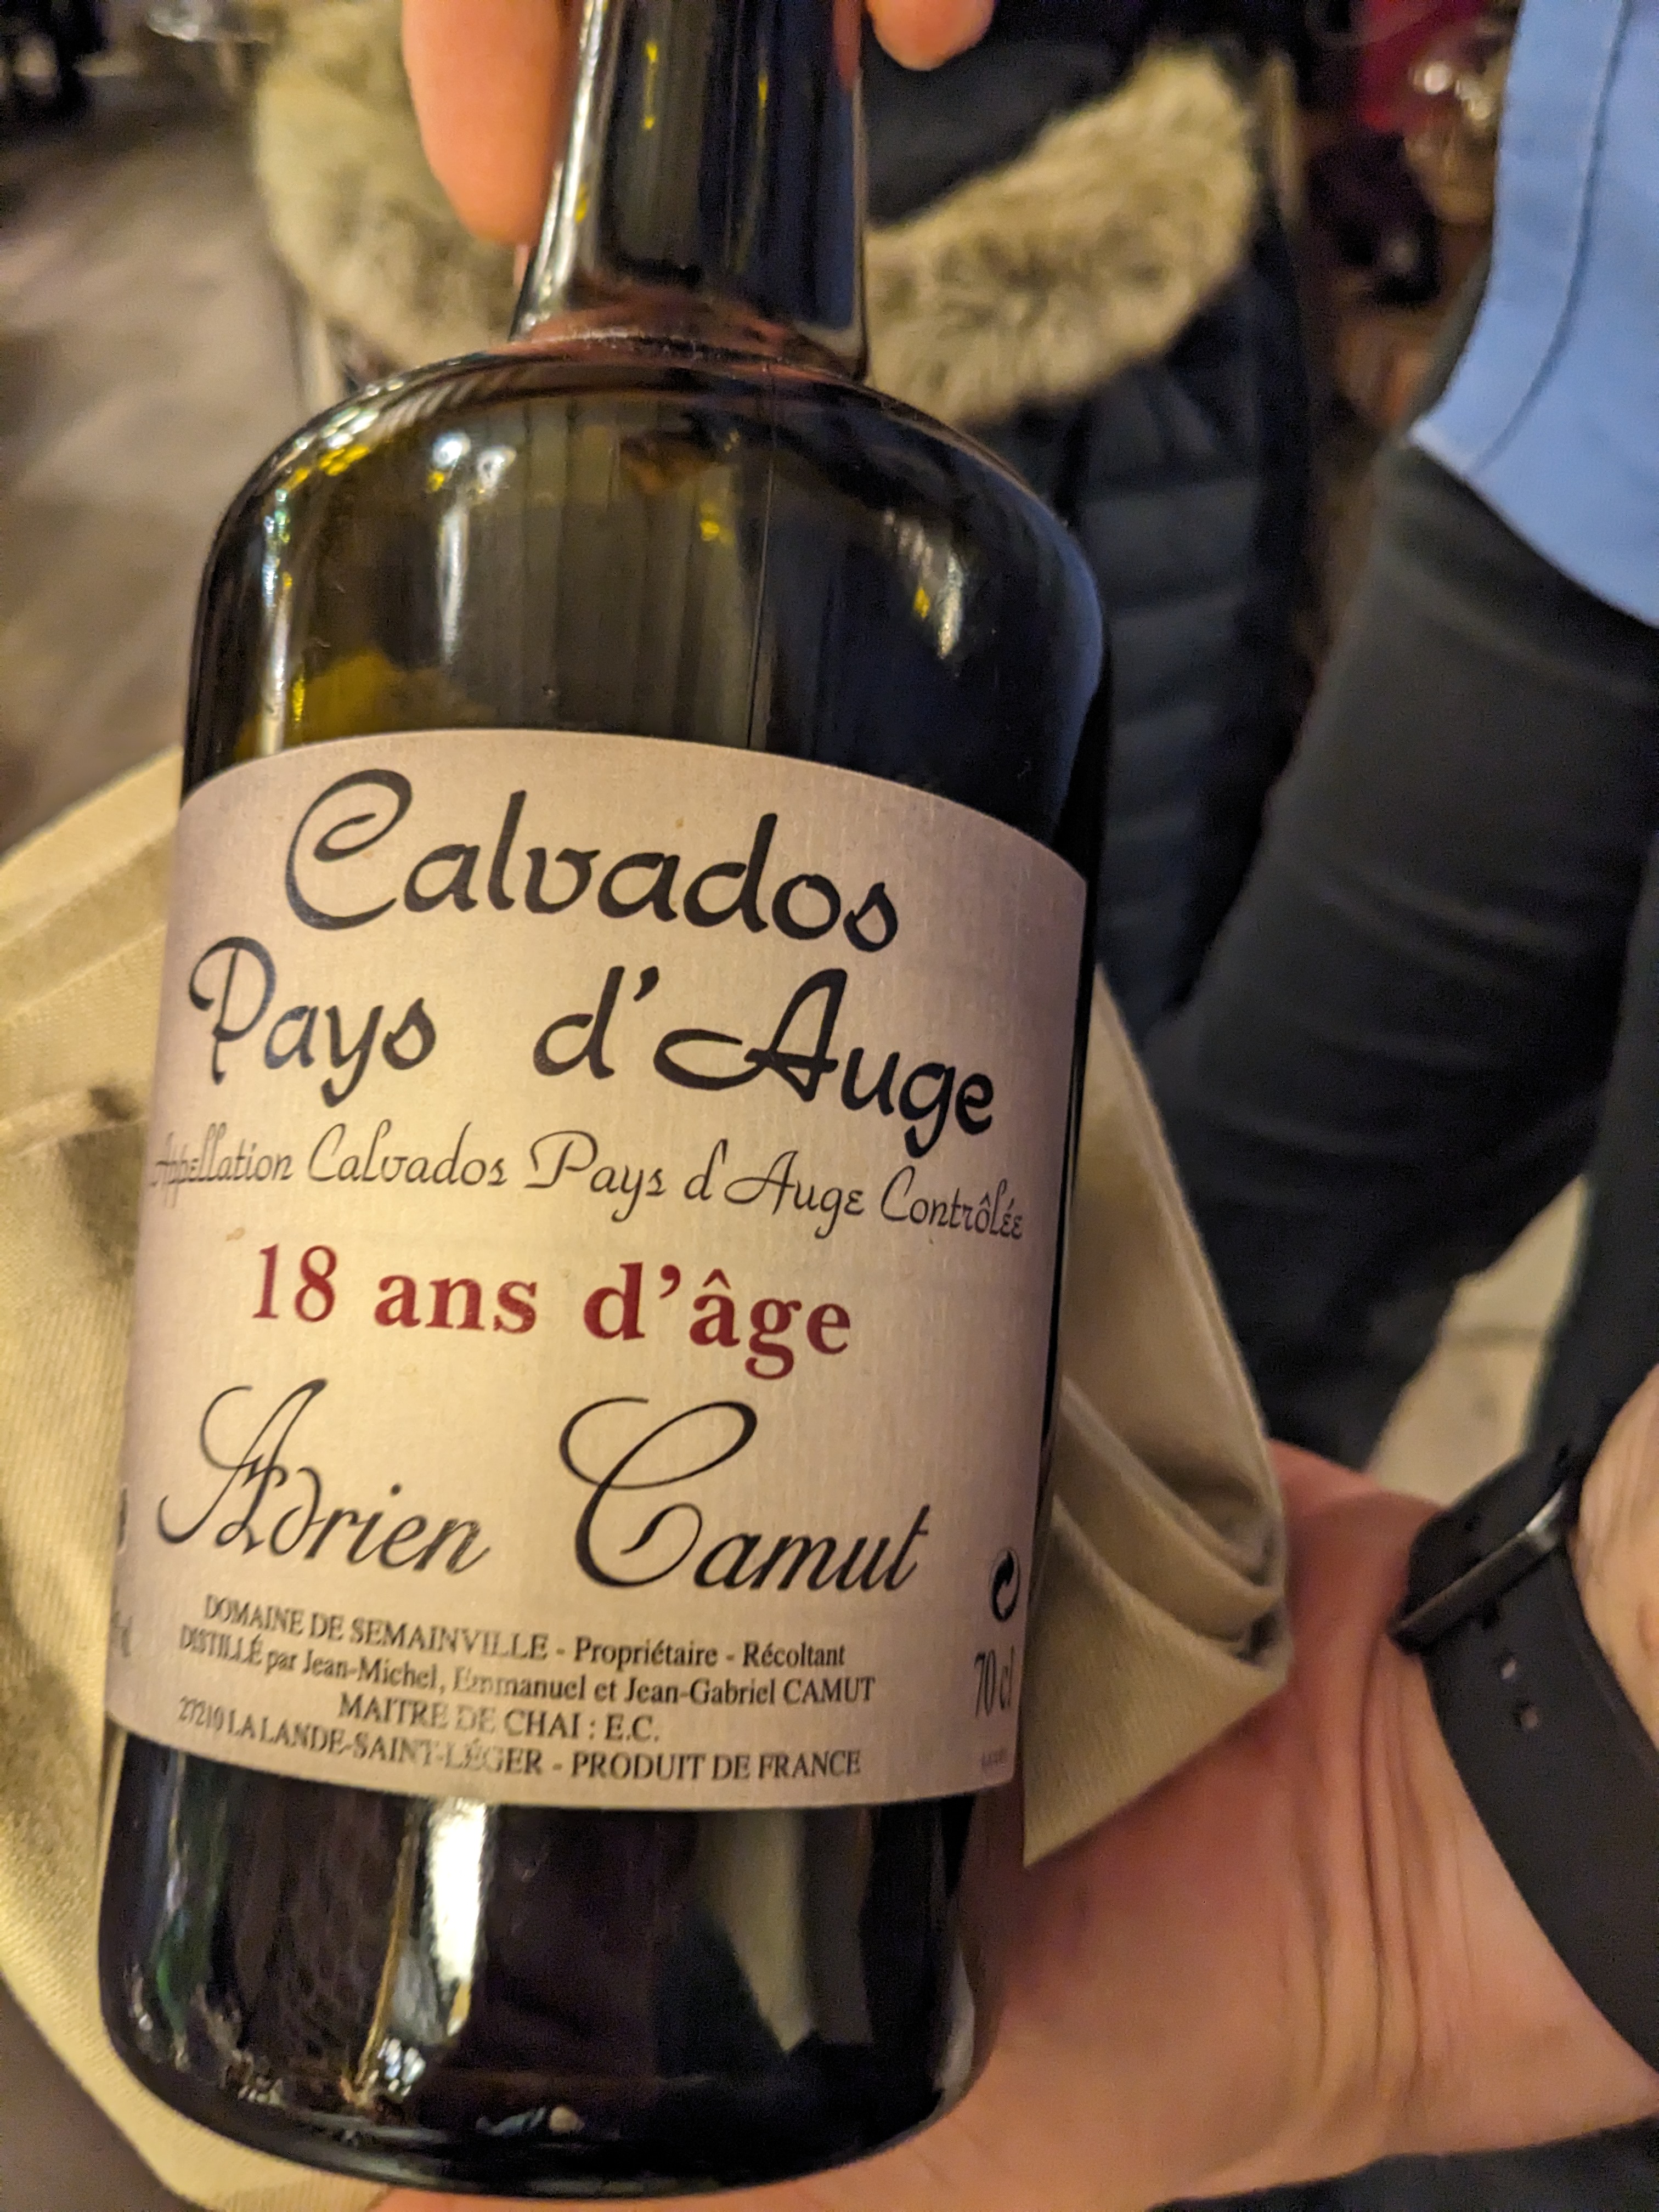 Calvados
Pays d'Auge
Appellation Calvados Pays d'Auge Contrôlée
18 ans d'âge
Adrien Camut
DOMAINE DE SEMAINVILLE - Propriétaire - Récoltant
DISTILLÉ par Jean-Michel, Emmanuel et Jean-Gabriel CAMUT
MAITRE DE CHAI : E.C.
27210 LA LANDE-SAINT-LÉGER - PRODUIT DE FRANCE
70 cl